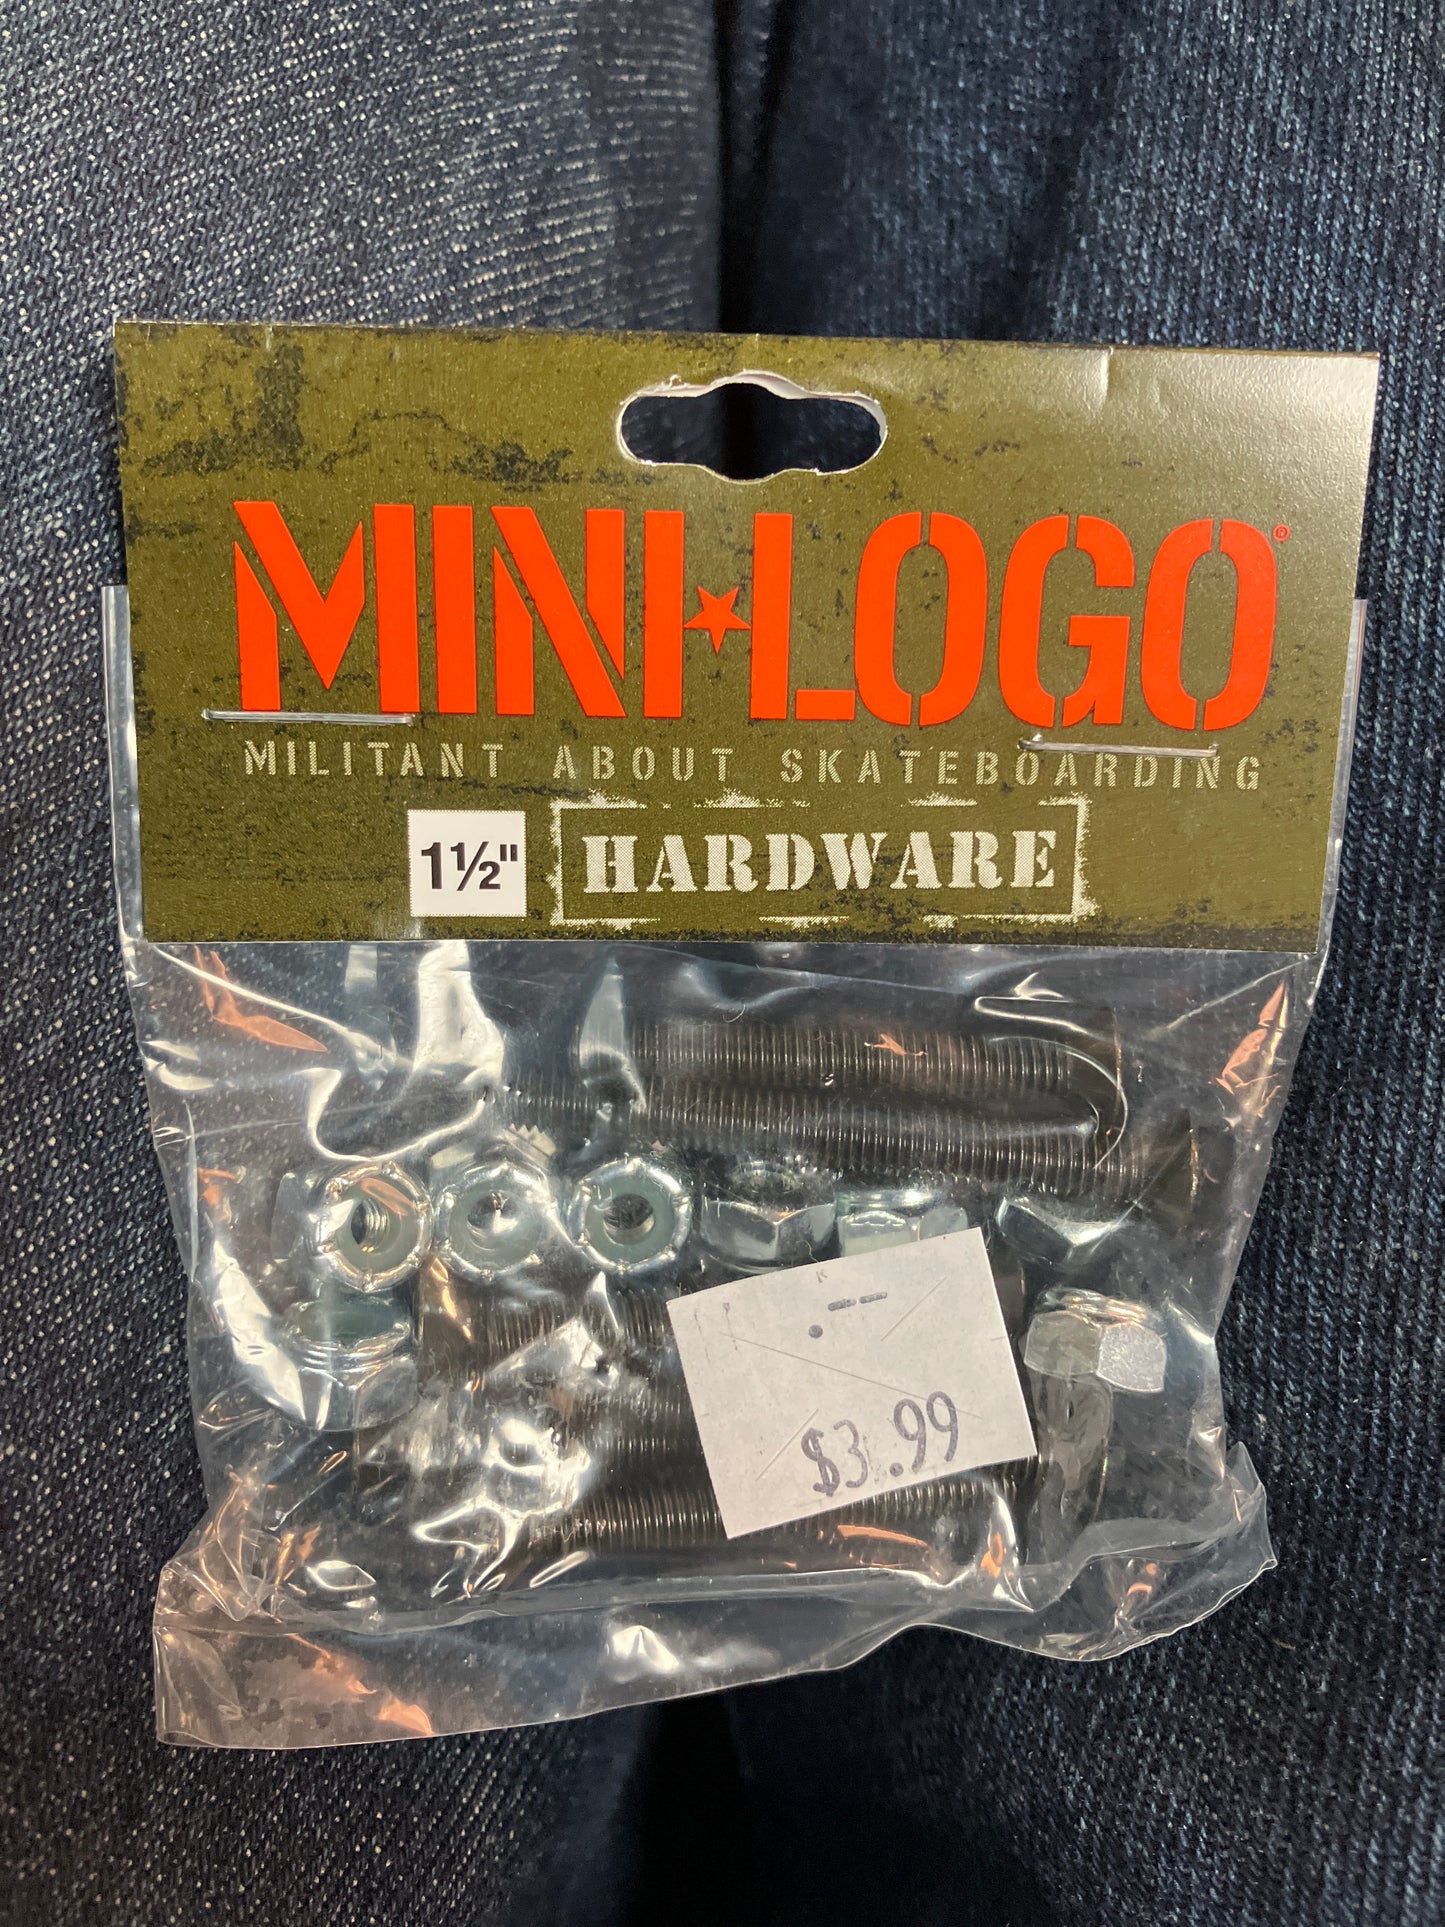 MINI★LOGO®
MILITANT ABOUT SKATEBOARDING
1½" HARDWARE
$3.99